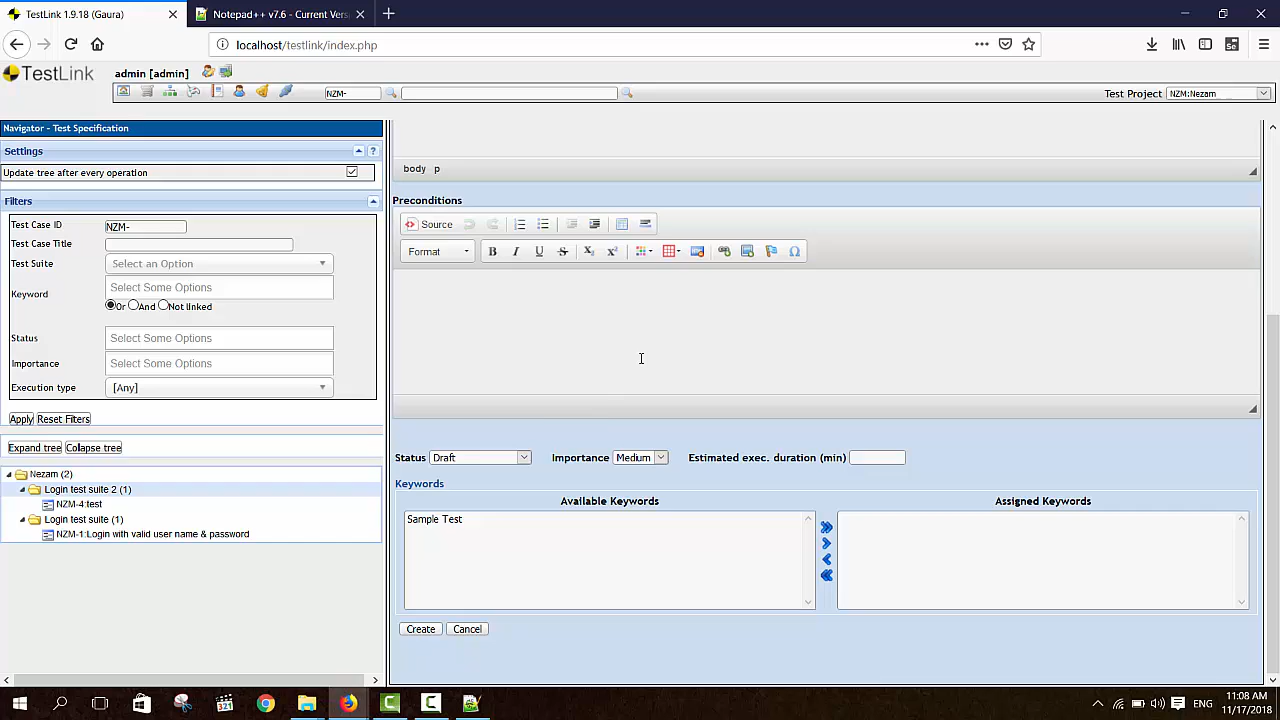 TestLink 1.9.18 (Gaura)
Notepad++ v7.6 - Current Vers
localhost/testlink/index.php
TestLink
admin [admin]
NZM-
Test Project
NZM:Nezam
Navigator - Test Specification
Settings
Update tree after every operation
Filters
Test Case ID
NZM-
Test Case Title
Test Suite
Select an Option
Keyword
Select Some Options
Or And Not linked
Status
Select Some Options
Importance
Select Some Options
Execution type
[Any]
Apply Reset Filters
Expand tree Collapse tree
Nezam (2)
Login test suite 2 (1)
NZM-4:test
Login test suite (1)
NZM-1:Login with valid user name & password
body p
Preconditions
Source
Format
B I U S X₂ X² Ω
Status Draft Importance Medium Estimated exec. duration (min)
Keywords
Available Keywords
Assigned Keywords
Sample Test
Create Cancel
ENG
11:08 AM
11/17/2018